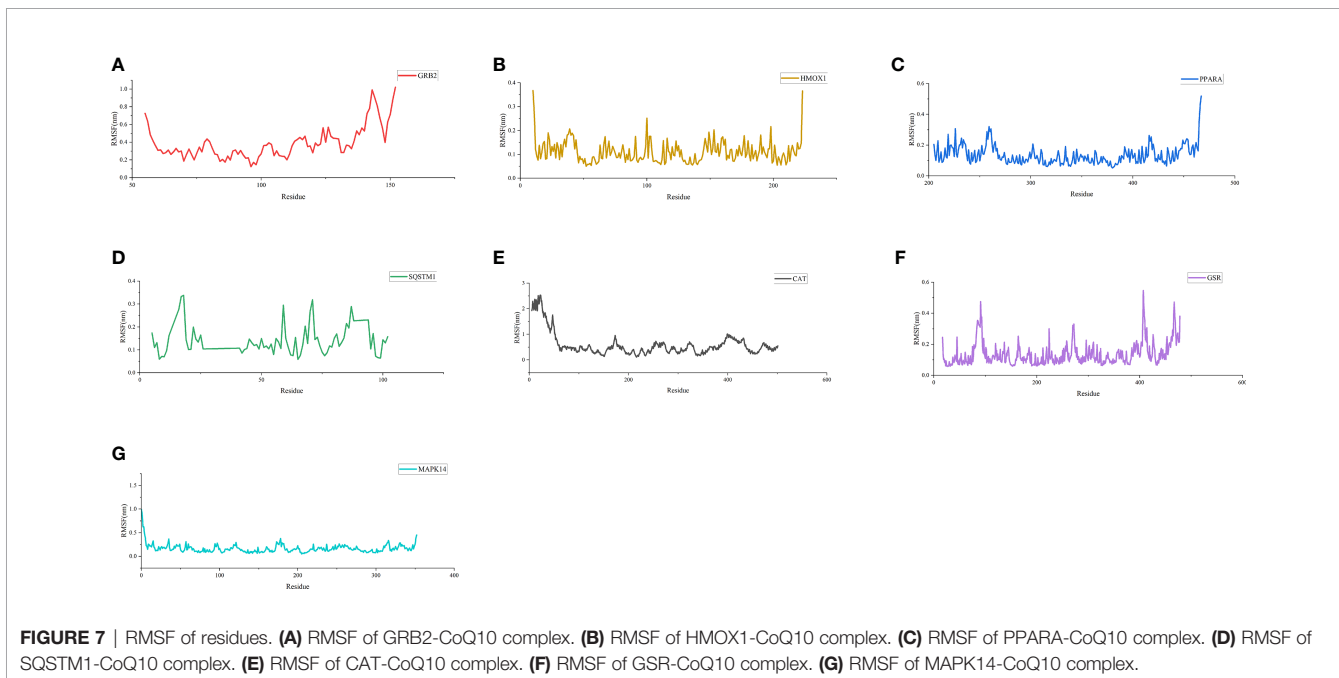 A
GRB2
1.0
0.8
0.6
0.4
0.2
0.0
RMSF(nm)
50
100
150
Residue
B
HMOX1
0.4
0.3
0.2
0.1
0.0
RMSF(nm)
0
100
200
Residue
C
PPARA
0.6
0.4
0.2
0.0
RMSF(nm)
200
300
400
500
Residue
D
SQSTM1
0.4
0.3
0.2
0.1
0.0
RMSF(nm)
0
50
100
Residue
E
CAT
3
2
1
0
RMSF(nm)
0
200
400
600
Residue
F
GSR
0.6
0.4
0.2
0.0
RMSF(nm)
0
200
400
600
Residue
G
MAPK14
1.5
1.0
0.5
0.0
RMSF(nm)
0
100
200
300
400
Residue
FIGURE 7 | RMSF of residues. (A) RMSF of GRB2-CoQ10 complex. (B) RMSF of HMOX1-CoQ10 complex. (C) RMSF of PPARA-CoQ10 complex. (D) RMSF of
SQSTM1-CoQ10 complex. (E) RMSF of CAT-CoQ10 complex. (F) RMSF of GSR-CoQ10 complex. (G) RMSF of MAPK14-CoQ10 complex.